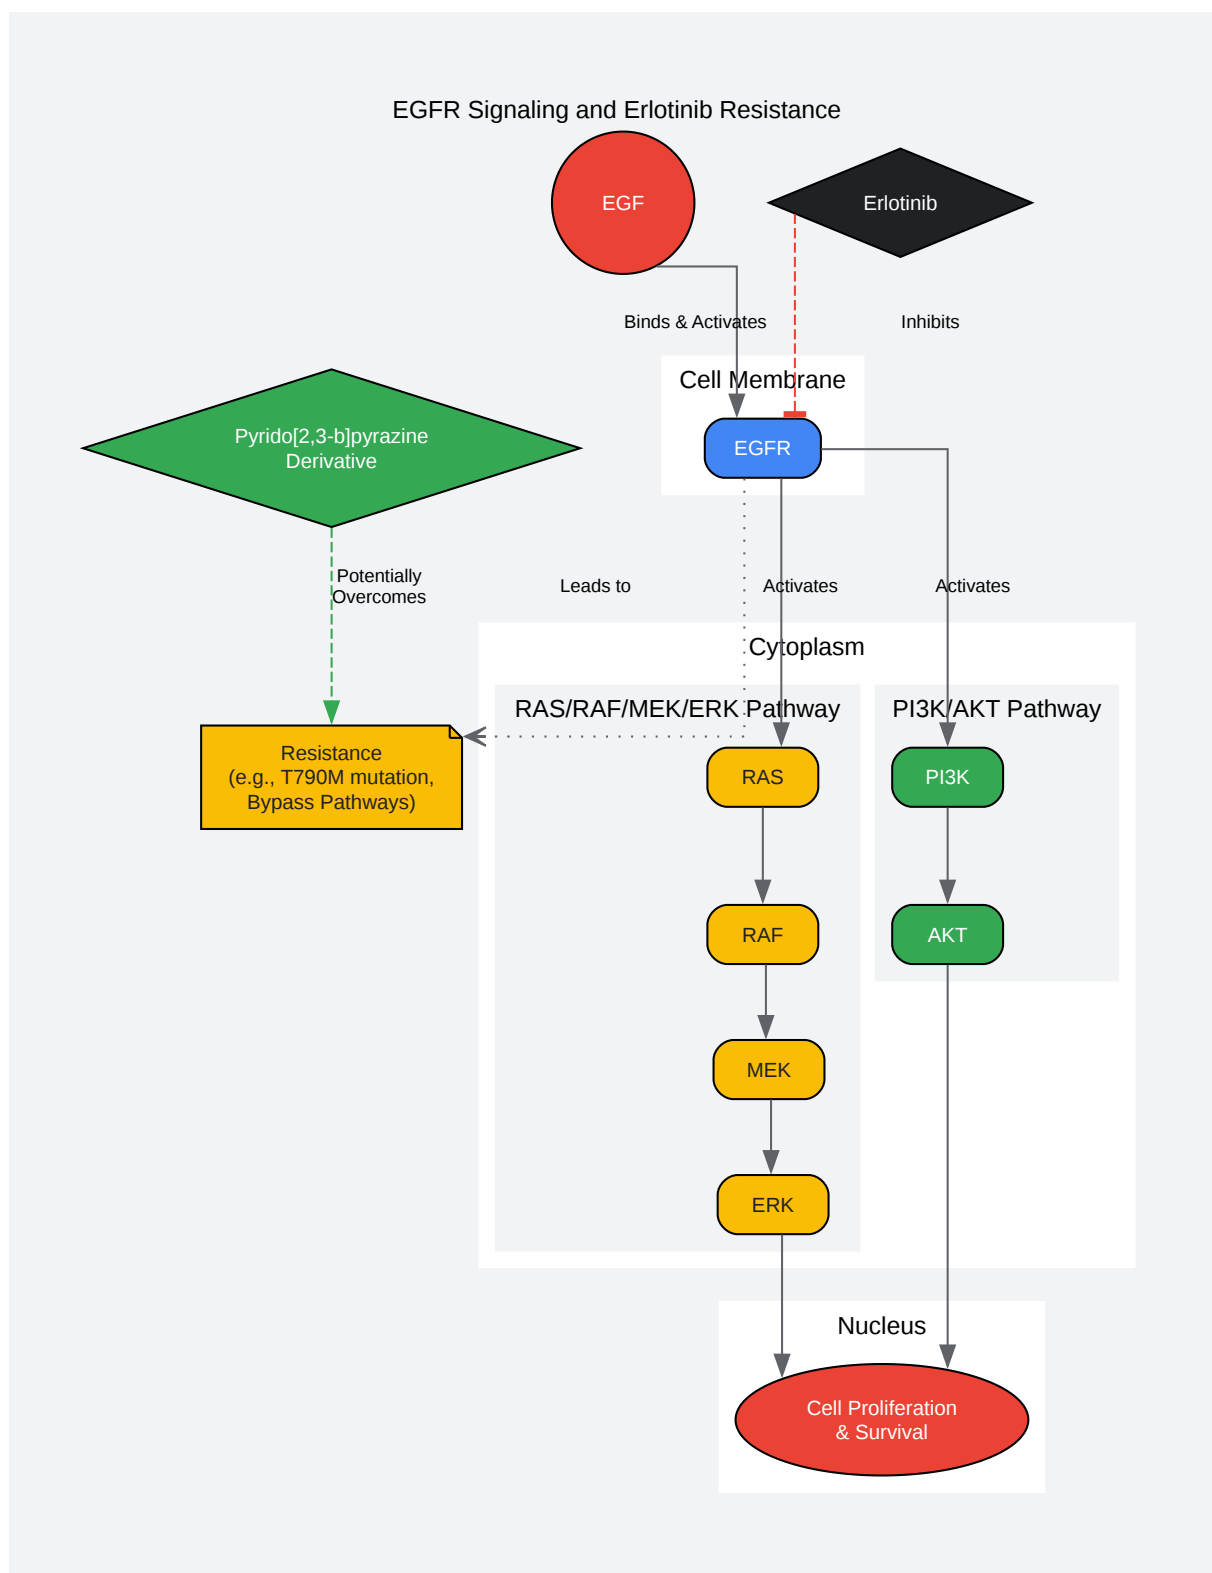 EGFR Signaling and Erlotinib Resistance
EGF
Erlotinib
Binds & Activates
Inhibits
Cell Membrane
Pyrido[2,3-b]pyrazine
Derivative
EGFR
Potentially
Overcomes
Leads to
Activates
Activates
Cytoplasm
RAS/RAF/MEK/ERK Pathway
PI3K/AKT Pathway
Resistance
(e.g., T790M mutation,
Bypass Pathways)
RAS
PI3K
RAF
AKT
MEK
ERK
Nucleus
Cell Proliferation
& Survival